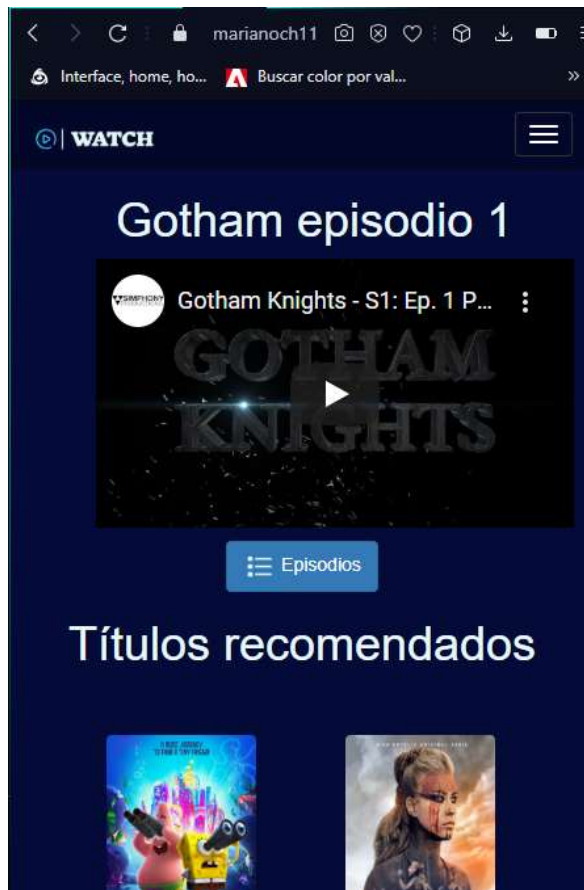 marianoch11
Interface, home, ho...
Buscar color por val...
»
| WATCH
Gotham episodio 1
Gotham Knights - S1: Ep. 1 P...
GOTHAM
KNIGHTS
Episodios
Títulos recomendados